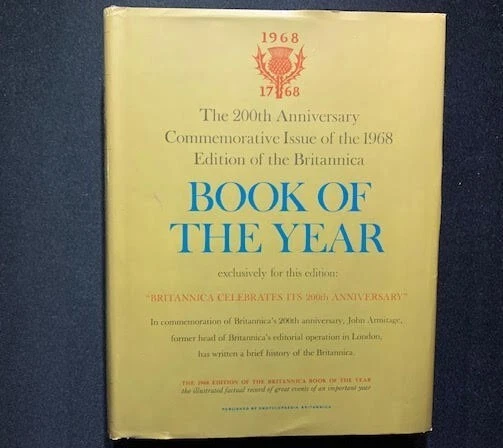 1968
1768
The 200th Anniversary
Commemorative Issue of the 1968
Edition of the Britannica
BOOK OF
THE YEAR
exclusively for this edition:
"BRITANNICA CELEBRATES ITS 200th ANNIVERSARY"
In commemoration of Britannica's 200th anniversary, John Armitage,
former head of Britannica's editorial operation in London,
has written a brief history of the Britannica.
THE 1968 EDITION OF THE BRITANNICA BOOK OF THE YEAR
the illustrated factual record of great events of an important year
PUBLISHED BY ENCYCLOPAEDIA BRITANNICA